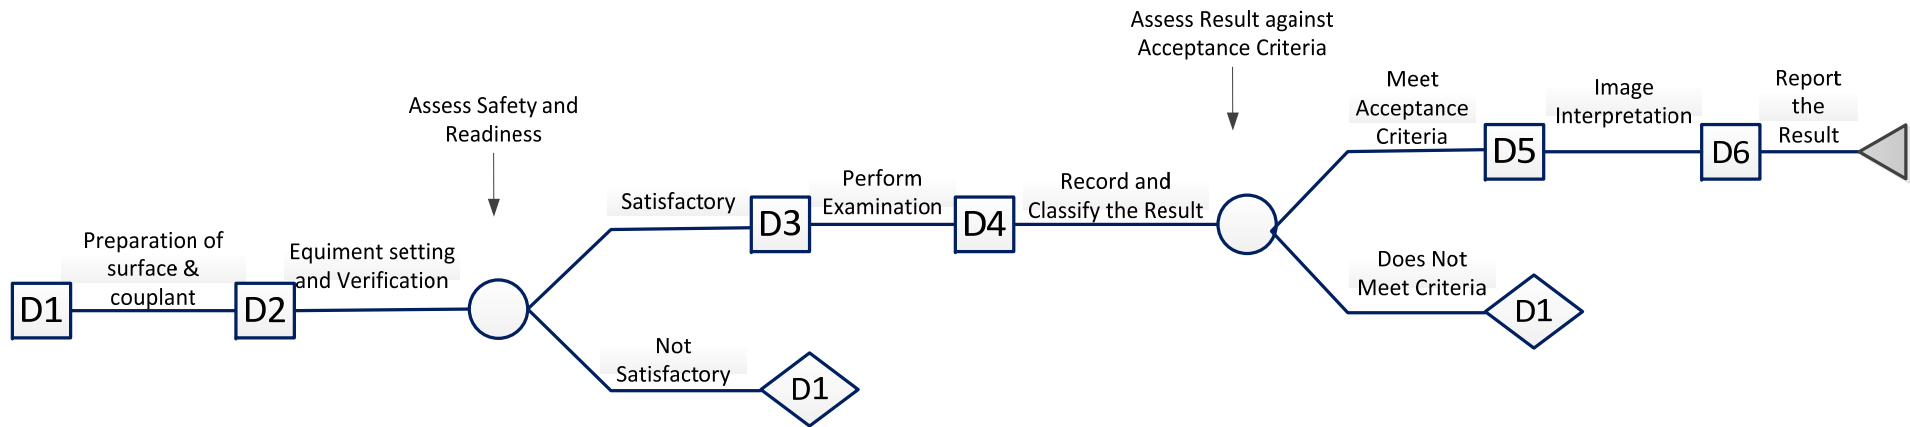 Assess Result against
Acceptance Criteria
Assess Safety and
Readiness
Meet
Acceptance
Criteria
Image
Interpretation
Report
the
Result
D5
D6
Satisfactory
Perform
Examination
Record and
Classify the Result
D3
D4
Preparation of
surface &
couplant
Equiment setting
and Verification
D1
D2
Does Not
Meet Criteria
D1
Not
Satisfactory
D1